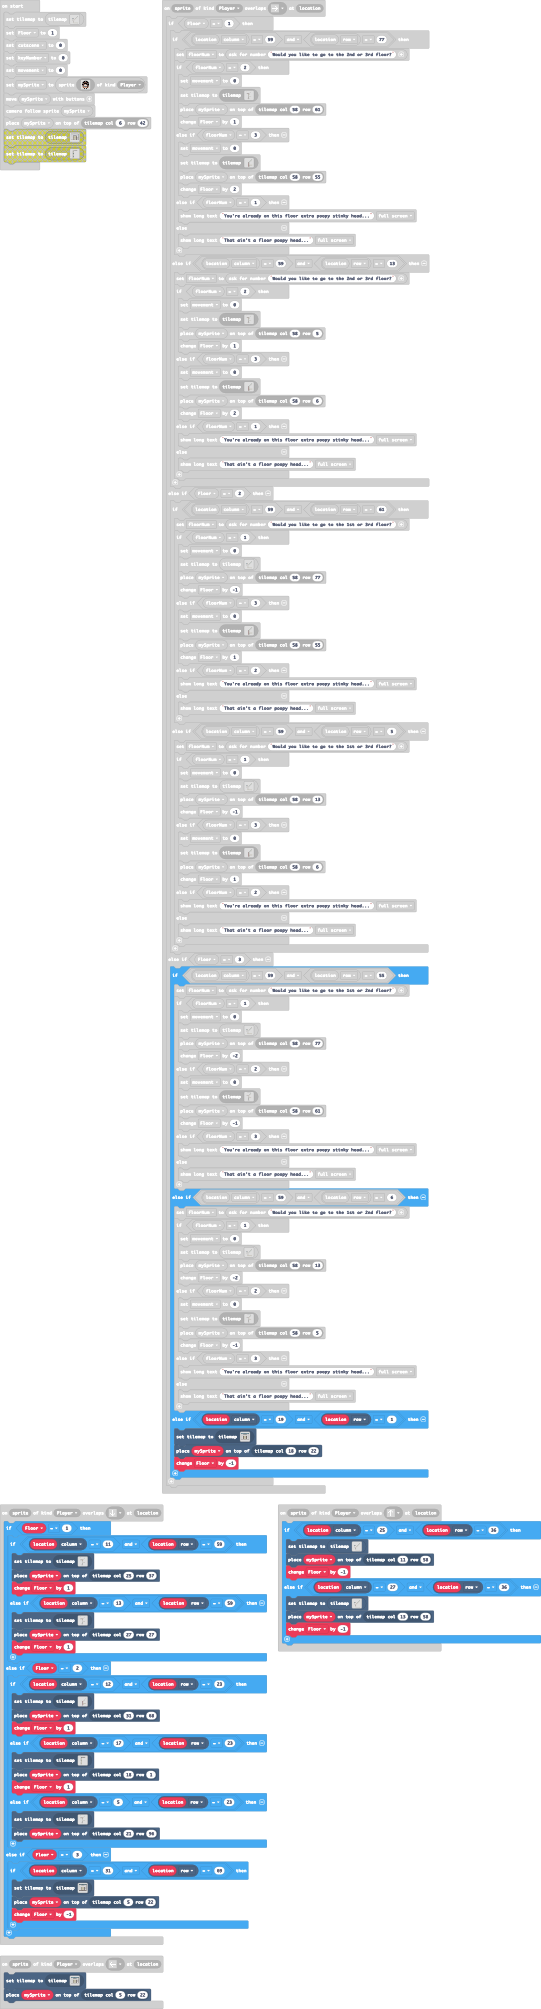 on start
set tilemap to tilemap
set Floor to 1
set cutscene to 0
set keyNumber to 0
set movement to 0
set mySprite to sprite of kind Player
move mySprite with buttons
camera follow sprite mySprite
place mySprite on top of tilemap col 6 row 42
set tilemap to tilemap
set tilemap to tilemap
on sprite of kind Player overlaps at location
if Floor = 1 then
if location column = 59 and location row = 77 then
set floorNum to ask for number Would you like to go to the 2nd or 3rd floor?
if floorNum = 2 then
set movement to 0
set tilemap to tilemap
place mySprite on top of tilemap col 58 row 61
change Floor by 1
else if floorNum = 3 then
set movement to 0
set tilemap to tilemap
place mySprite on top of tilemap col 58 row 55
change Floor by 2
else if floorNum = 1 then
show long text You're already on this floor extra poopy stinky head... full screen
else
show long text That ain't a floor poopy head... full screen
else if location column = 59 and location row = 13 then
set floorNum to ask for number Would you like to go to the 2nd or 3rd floor?
if floorNum = 2 then
set movement to 0
set tilemap to tilemap
place mySprite on top of tilemap col 58 row 5
change Floor by 1
else if floorNum = 3 then
set movement to 0
set tilemap to tilemap
place mySprite on top of tilemap col 58 row 6
change Floor by 2
else if floorNum = 1 then
show long text You're already on this floor extra poopy stinky head... full screen
else
show long text That ain't a floor poopy head... full screen
else if Floor = 2 then
if location column = 59 and location row = 61 then
set floorNum to ask for number Would you like to go to the 1st or 3rd floor?
if floorNum = 1 then
set movement to 0
set tilemap to tilemap
place mySprite on top of tilemap col 58 row 77
change Floor by -1
else if floorNum = 3 then
set movement to 0
set tilemap to tilemap
place mySprite on top of tilemap col 58 row 55
change Floor by 1
else if floorNum = 2 then
show long text You're already on this floor extra poopy stinky head... full screen
else
show long text That ain't a floor poopy head... full screen
else if location column = 59 and location row = 5 then
set floorNum to ask for number Would you like to go to the 1st or 3rd floor?
if floorNum = 1 then
set movement to 0
set tilemap to tilemap
place mySprite on top of tilemap col 58 row 13
change Floor by -1
else if floorNum = 3 then
set movement to 0
set tilemap to tilemap
place mySprite on top of tilemap col 58 row 6
change Floor by 1
else if floorNum = 2 then
show long text You're already on this floor extra poopy stinky head... full screen
else
show long text That ain't a floor poopy head... full screen
else if Floor = 3 then
if location column = 59 and location row = 55 then
set floorNum to ask for number Would you like to go to the 1st or 2nd floor?
if floorNum = 1 then
set movement to 0
set tilemap to tilemap
place mySprite on top of tilemap col 58 row 77
change Floor by -2
else if floorNum = 2 then
set movement to 0
set tilemap to tilemap
place mySprite on top of tilemap col 58 row 61
change Floor by -1
else if floorNum = 3 then
show long text You're already on this floor extra poopy stinky head... full screen
else
show long text That ain't a floor poopy head... full screen
else if location column = 59 and location row = 6 then
set floorNum to ask for number Would you like to go to the 1st or 2nd floor?
if floorNum = 1 then
set movement to 0
set tilemap to tilemap
place mySprite on top of tilemap col 58 row 13
change Floor by -2
else if floorNum = 2 then
set movement to 0
set tilemap to tilemap
place mySprite on top of tilemap col 58 row 5
change Floor by -1
else if floorNum = 3 then
show long text You're already on this floor extra poopy stinky head... full screen
else
show long text That ain't a floor poopy head... full screen
else if location column = 10 and location row = 1 then
set tilemap to tilemap
place mySprite on top of tilemap col 18 row 22
change Floor by -1
on sprite of kind Player overlaps at location
if Floor = 1 then
if location column = 11 and location row = 59 then
set tilemap to tilemap
place mySprite on top of tilemap col 25 row 37
change Floor by 1
else if location column = 13 and location row = 59 then
set tilemap to tilemap
place mySprite on top of tilemap col 27 row 27
change Floor by 1
else if Floor = 2 then
if location column = 12 and location row = 23 then
set tilemap to tilemap
place mySprite on top of tilemap col 31 row 68
change Floor by 1
else if location column = 17 and location row = 23 then
set tilemap to tilemap
place mySprite on top of tilemap col 10 row 2
change Floor by 1
else if location column = 5 and location row = 23 then
set tilemap to tilemap
place mySprite on top of tilemap col 23 row 96
else if Floor = 3 then
if location column = 31 and location row = 69 then
set tilemap to tilemap
place mySprite on top of tilemap col 5 row 22
change Floor by -1
on sprite of kind Player overlaps at location
if location column = 25 and location row = 36 then
set tilemap to tilemap
place mySprite on top of tilemap col 11 row 58
change Floor by -1
else if location column = 27 and location row = 36 then
set tilemap to tilemap
place mySprite on top of tilemap col 13 row 58
change Floor by -1
on sprite of kind Player overlaps at location
set tilemap to tilemap
place mySprite on top of tilemap col 5 row 22